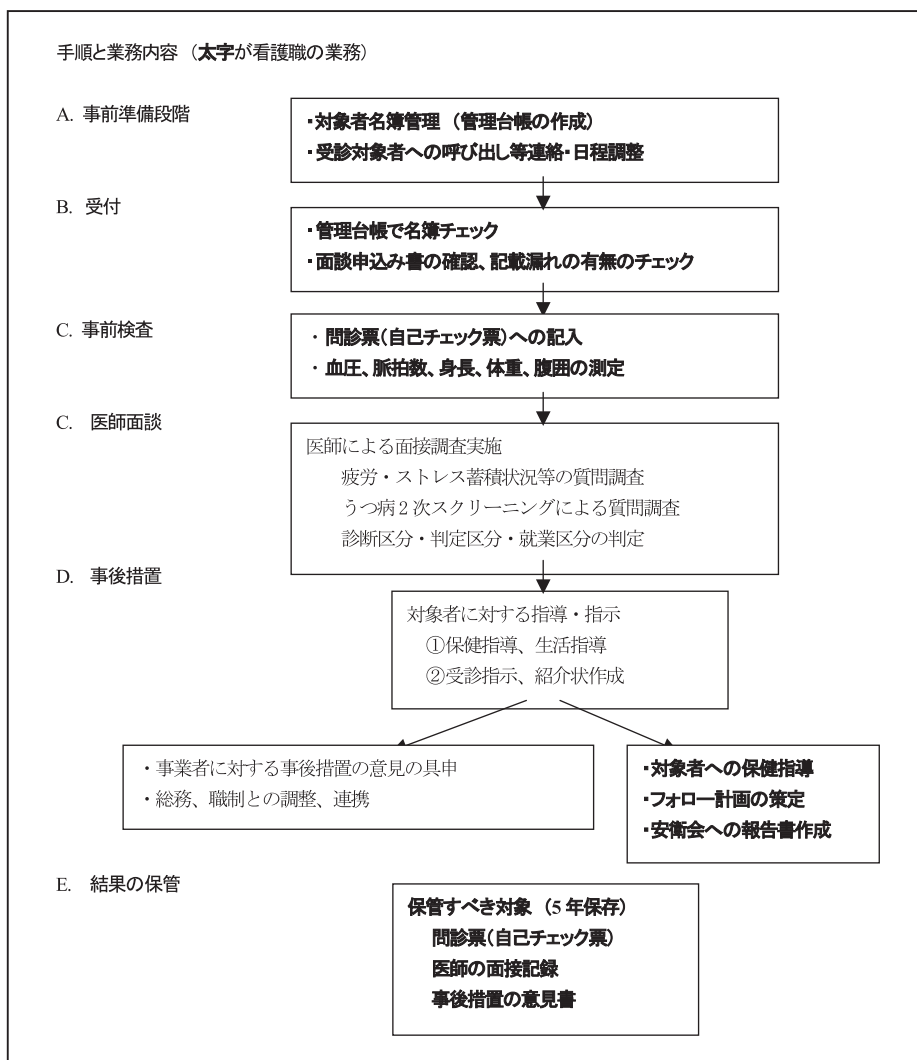 手順と業務内容 （太字が看護職の業務）
A. 事前準備段階
・対象者名簿管理 （管理台帳の作成）
・受診対象者への呼び出し等連絡・日程調整
B. 受付
・管理台帳で名簿チェック
・面談申込み書の確認、記載漏れの有無のチェック
C. 事前検査
・ 問診票（自己チェック票）への記入
・ 血圧、脈拍数、身長、体重、腹囲の測定
C. 医師面談
医師による面接調査実施
疲労・ストレス蓄積状況等の質問調査
うつ病２次スクリーニングによる質問調査
診断区分・判定区分・就業区分の判定
D. 事後措置
対象者に対する指導・指示
①保健指導、生活指導
②受診指示、紹介状作成
・事業者に対する事後措置の意見の具申
・総務、職制との調整、連携
・対象者への保健指導
・フォロー計画の策定
・安衛会への報告書作成
E. 結果の保管
保管すべき対象 （5 年保存）
問診票（自己チェック票）
医師の面接記録
事後措置の意見書